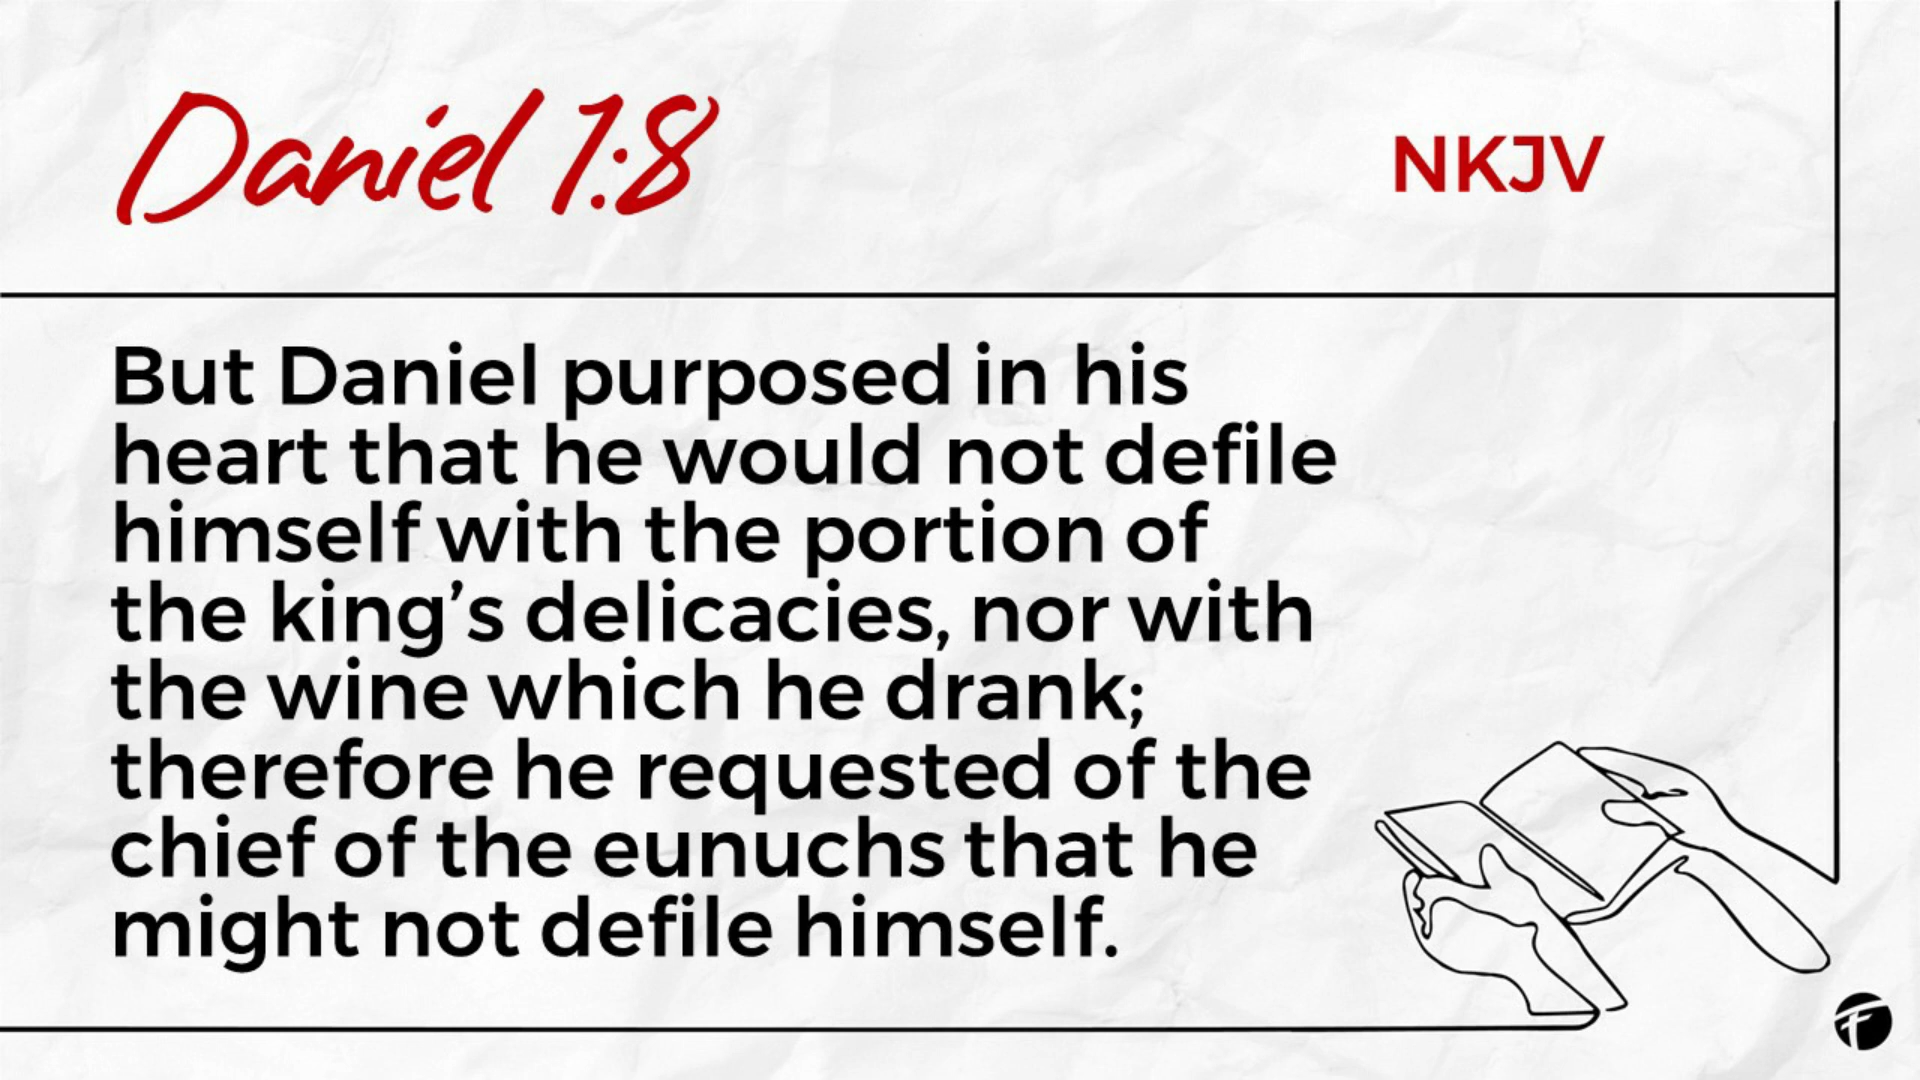 Daniel 1:8
NKJV
But Daniel purposed in his
heart that he would not defile
himself with the portion of
the king’s delicacies, nor with
the wine which he drank;
therefore he requested of the
chief of the eunuchs that he
might not defile himself.